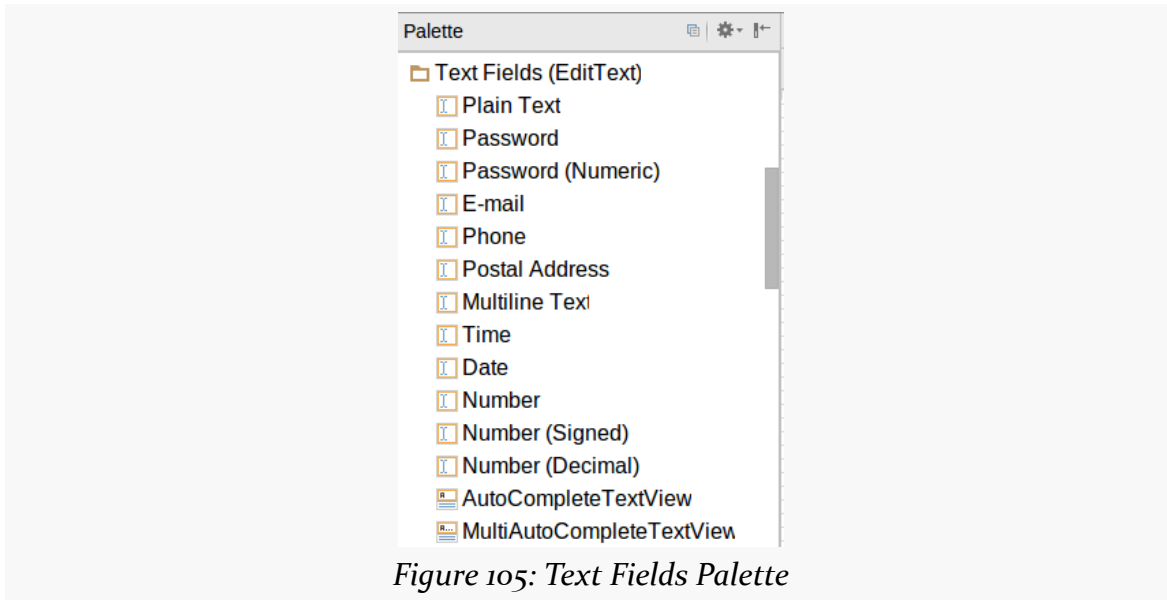 Palette
Text Fields (EditText)
Plain Text
Password
Password (Numeric)
E-mail
Phone
Postal Address
Multiline Text
Time
Date
Number
Number (Signed)
Number (Decimal)
AutoCompleteTextView
MultiAutoCompleteTextView
Figure 105: Text Fields Palette